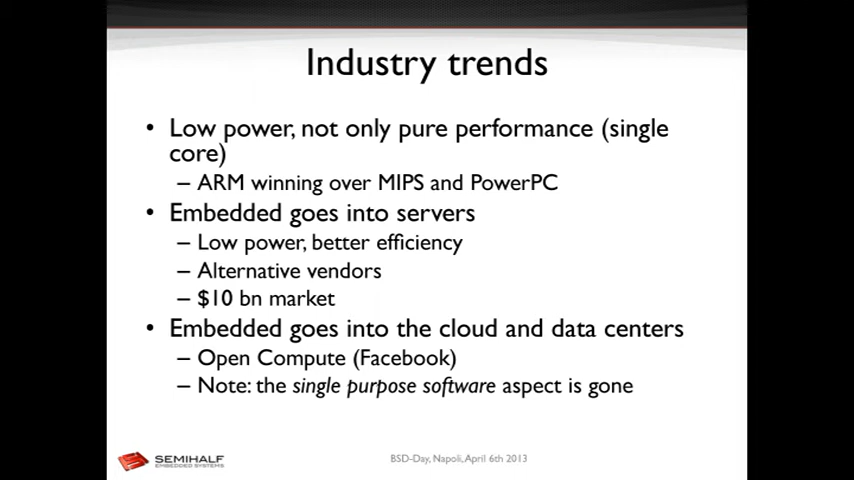 Industry trends
• Low power, not only pure performance (single
core)
– ARM winning over MIPS and PowerPC
• Embedded goes into servers
– Low power, better efficiency
– Alternative vendors
– $10 bn market
• Embedded goes into the cloud and data centers
– Open Compute (Facebook)
– Note: the single purpose software aspect is gone
SEMIHALF
EMBEDDED SYSTEMS
BSD-Day, Napoli, April 6th 2013